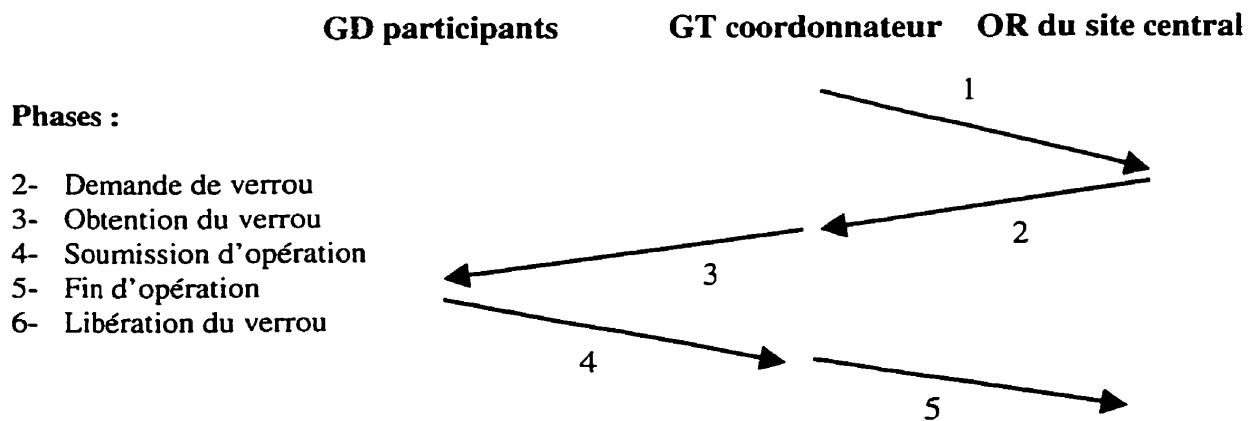 GD participants GT coordonnateur OR du site central
1
Phases :
2- Demande de verrou
3- Obtention du verrou
2
4- Soumission d'opération
3
5- Fin d'opération
6- Libération du verrou
4
5